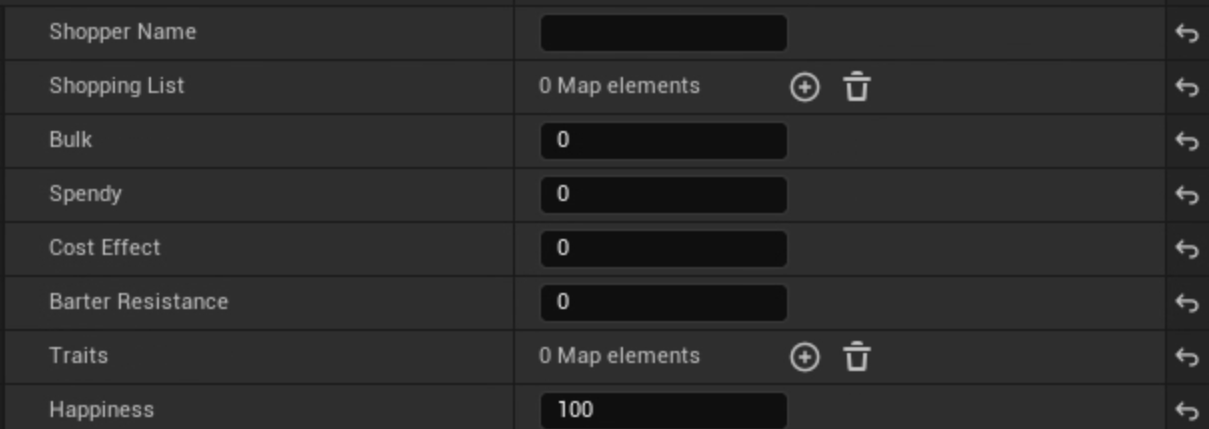 Shopper Name
Shopping List 0 Map elements
Bulk 0
Spendy 0
Cost Effect 0
Barter Resistance 0
Traits 0 Map elements
Happiness 100